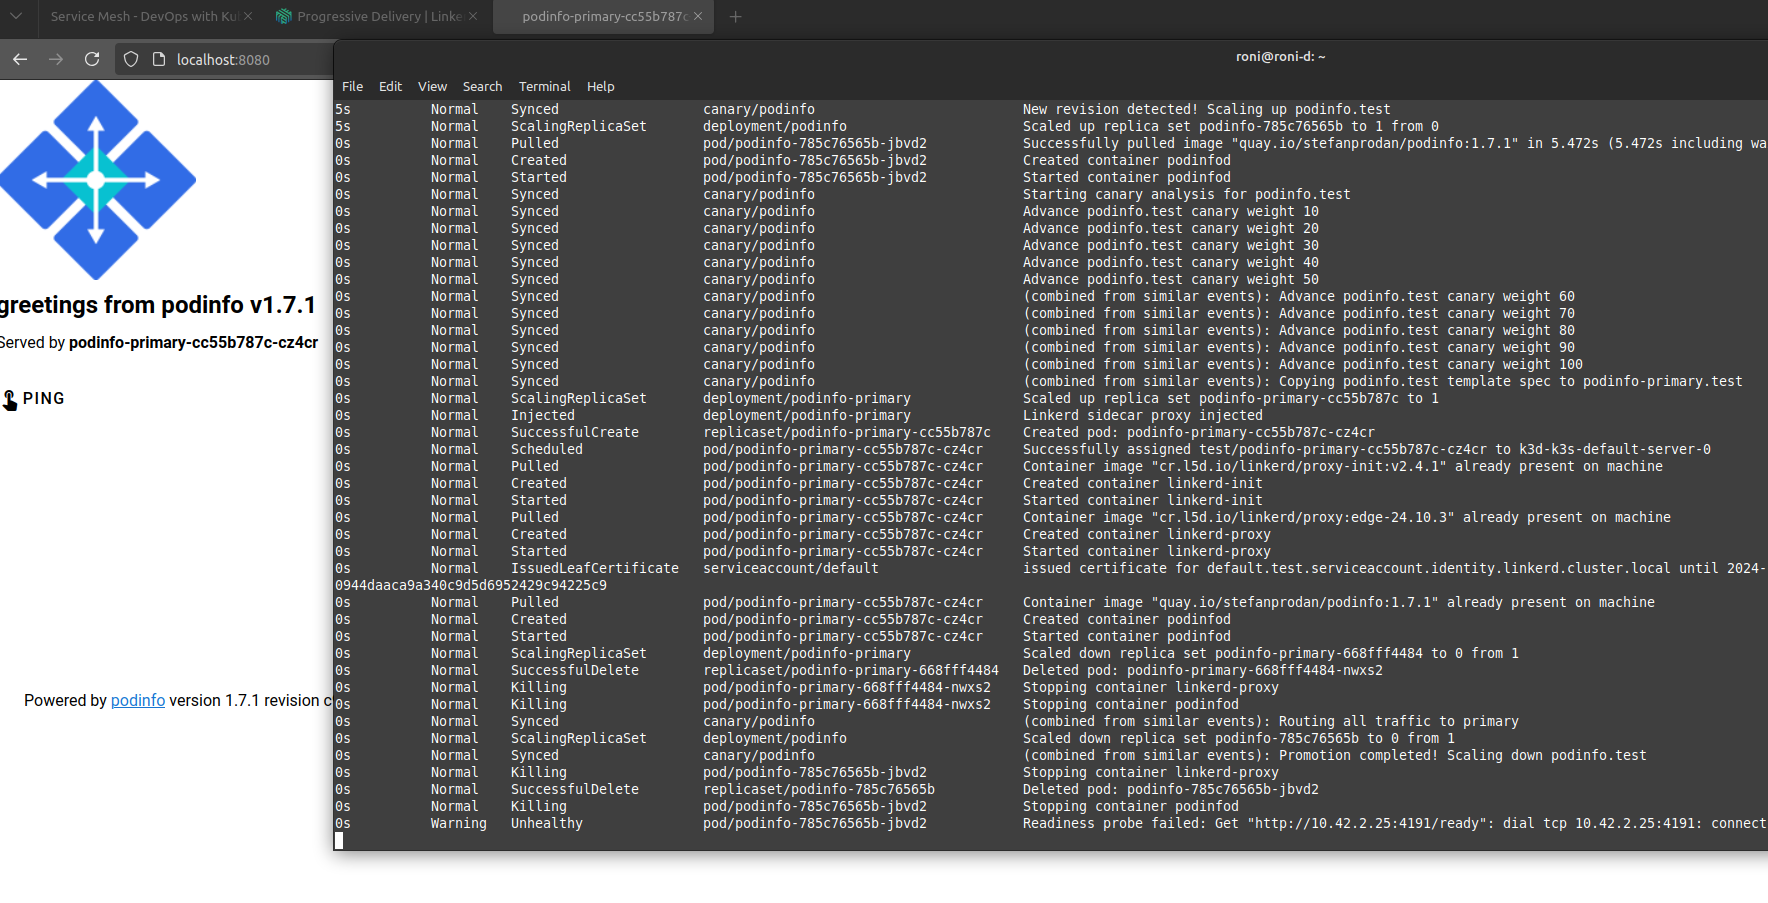 Service Mesh - DevOps with Ku
Progressive Delivery | Linke
podinfo-primary-cc55b787c
localhost:8080
roni@roni-d: ~
File Edit View Search Terminal Help
greetings from podinfo v1.7.1
Served by podinfo-primary-cc55b787c-cz4cr
PING
Powered by podinfo version 1.7.1 revision c
5s Normal Synced canary/podinfo New revision detected! Scaling up podinfo.test
5s Normal ScalingReplicaSet deployment/podinfo Scaled up replica set podinfo-785c76565b to 1 from 0
0s Normal Pulled pod/podinfo-785c76565b-jbvd2 Successfully pulled image "quay.io/stefanprodan/podinfo:1.7.1" in 5.472s (5.472s including wa
0s Normal Created pod/podinfo-785c76565b-jbvd2 Created container podinfod
0s Normal Started pod/podinfo-785c76565b-jbvd2 Started container podinfod
0s Normal Synced canary/podinfo Starting canary analysis for podinfo.test
0s Normal Synced canary/podinfo Advance podinfo.test canary weight 10
0s Normal Synced canary/podinfo Advance podinfo.test canary weight 20
0s Normal Synced canary/podinfo Advance podinfo.test canary weight 30
0s Normal Synced canary/podinfo Advance podinfo.test canary weight 40
0s Normal Synced canary/podinfo Advance podinfo.test canary weight 50
0s Normal Synced canary/podinfo (combined from similar events): Advance podinfo.test canary weight 60
0s Normal Synced canary/podinfo (combined from similar events): Advance podinfo.test canary weight 70
0s Normal Synced canary/podinfo (combined from similar events): Advance podinfo.test canary weight 80
0s Normal Synced canary/podinfo (combined from similar events): Advance podinfo.test canary weight 90
0s Normal Synced canary/podinfo (combined from similar events): Advance podinfo.test canary weight 100
0s Normal Synced canary/podinfo (combined from similar events): Copying podinfo.test template spec to podinfo-primary.test
0s Normal ScalingReplicaSet deployment/podinfo-primary Scaled up replica set podinfo-primary-cc55b787c to 1
0s Normal Injected deployment/podinfo-primary Linkerd sidecar proxy injected
0s Normal SuccessfulCreate replicaset/podinfo-primary-cc55b787c Created pod: podinfo-primary-cc55b787c-cz4cr
0s Normal Scheduled pod/podinfo-primary-cc55b787c-cz4cr Successfully assigned test/podinfo-primary-cc55b787c-cz4cr to k3d-k3s-default-server-0
0s Normal Pulled pod/podinfo-primary-cc55b787c-cz4cr Container image "cr.l5d.io/linkerd/proxy-init:v2.4.1" already present on machine
0s Normal Created pod/podinfo-primary-cc55b787c-cz4cr Created container linkerd-init
0s Normal Started pod/podinfo-primary-cc55b787c-cz4cr Started container linkerd-init
0s Normal Pulled pod/podinfo-primary-cc55b787c-cz4cr Container image "cr.l5d.io/linkerd/proxy:edge-24.10.3" already present on machine
0s Normal Created pod/podinfo-primary-cc55b787c-cz4cr Created container linkerd-proxy
0s Normal Started pod/podinfo-primary-cc55b787c-cz4cr Started container linkerd-proxy
0s Normal IssuedLeafCertificate serviceaccount/default issued certificate for default.test.serviceaccount.identity.linkerd.cluster.local until 2024-
0944daaca9a340c9d5d6952429c94225c9
0s Normal Pulled pod/podinfo-primary-cc55b787c-cz4cr Container image "quay.io/stefanprodan/podinfo:1.7.1" already present on machine
0s Normal Created pod/podinfo-primary-cc55b787c-cz4cr Created container podinfod
0s Normal Started pod/podinfo-primary-cc55b787c-cz4cr Started container podinfod
0s Normal ScalingReplicaSet deployment/podinfo-primary Scaled down replica set podinfo-primary-668fff4484 to 0 from 1
0s Normal SuccessfulDelete replicaset/podinfo-primary-668fff4484 Deleted pod: podinfo-primary-668fff4484-nwxs2
0s Normal Killing pod/podinfo-primary-668fff4484-nwxs2 Stopping container linkerd-proxy
0s Normal Killing pod/podinfo-primary-668fff4484-nwxs2 Stopping container podinfod
0s Normal Synced canary/podinfo (combined from similar events): Routing all traffic to primary
0s Normal ScalingReplicaSet deployment/podinfo Scaled down replica set podinfo-785c76565b to 0 from 1
0s Normal Synced canary/podinfo (combined from similar events): Promotion completed! Scaling down podinfo.test
0s Normal Killing pod/podinfo-785c76565b-jbvd2 Stopping container linkerd-proxy
0s Normal SuccessfulDelete replicaset/podinfo-785c76565b Deleted pod: podinfo-785c76565b-jbvd2
0s Normal Killing pod/podinfo-785c76565b-jbvd2 Stopping container podinfod
0s Warning Unhealthy pod/podinfo-785c76565b-jbvd2 Readiness probe failed: Get "http://10.42.2.25:4191/ready": dial tcp 10.42.2.25:4191: connect